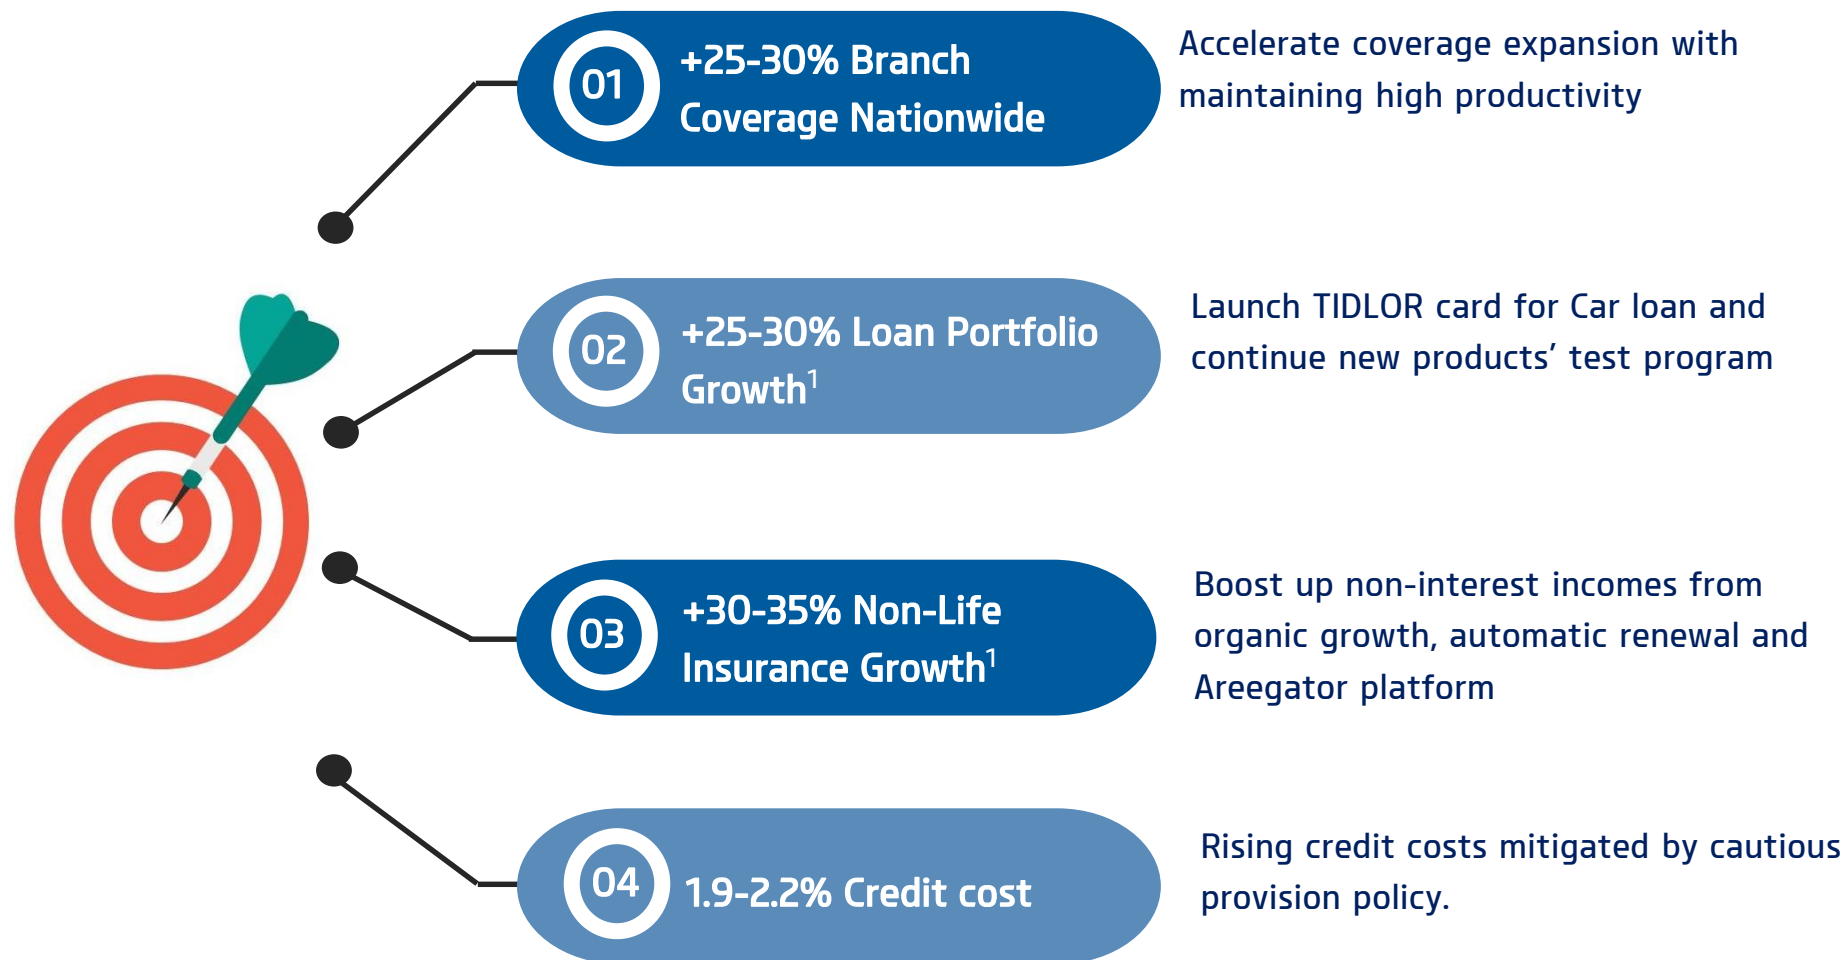 01
+25-30% Branch
Coverage Nationwide
Accelerate coverage expansion with
maintaining high productivity
02
+25-30% Loan Portfolio
Growth¹
Launch TIDLOR card for Car loan and
continue new products’ test program
03
+30-35% Non-Life
Insurance Growth¹
Boost up non-interest incomes from
organic growth, automatic renewal and
Areegator platform
04
1.9-2.2% Credit cost
Rising credit costs mitigated by cautious
provision policy.